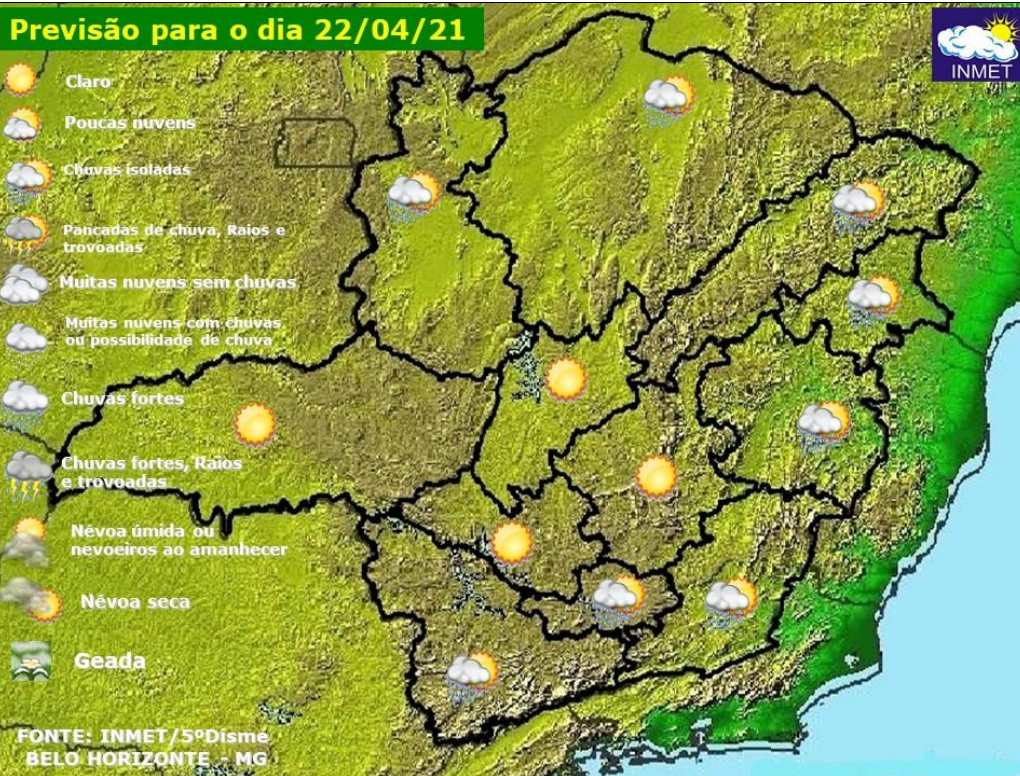 Previsão para o dia 22/04/21
INMET
Claro
Poucas nuvens
Chuvas isoladas
Pancadas de chuva, Raios e
trovoadas
Muitas nuvens sem chuvas
Muitas nuvens com chuvas
ou possibilidade de chuva
Chuvas fortes
Chuvas fortes, Raios
e trovoadas
Névoa úmida ou
nevoeiros ao amanhecer
Névoa seca
Geada
FONTE: INMET/5ºDisme
BELO HORIZONTE - MG